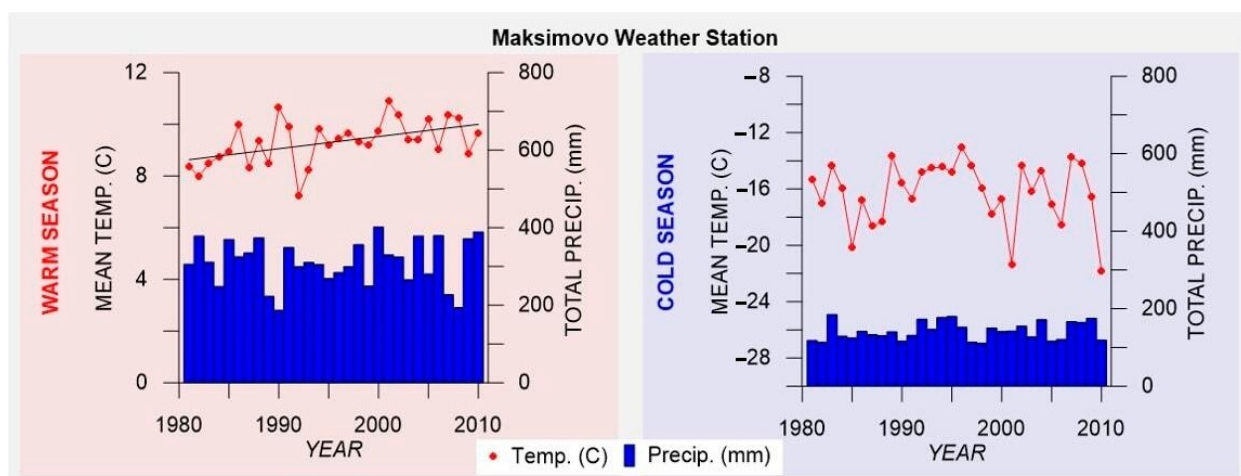 Maksimovo Weather Station
WARM SEASON
MEAN TEMP. (C)
12
8
4
0
TOTAL PRECIP. (mm)
800
600
400
200
0
1980 1990 2000 2010
YEAR
COLD SEASON
MEAN TEMP. (C)
−8
−12
−16
−20
−24
−28
TOTAL PRECIP. (mm)
800
600
400
200
0
1980 1990 2000 2010
YEAR
Temp. (C) Precip. (mm)